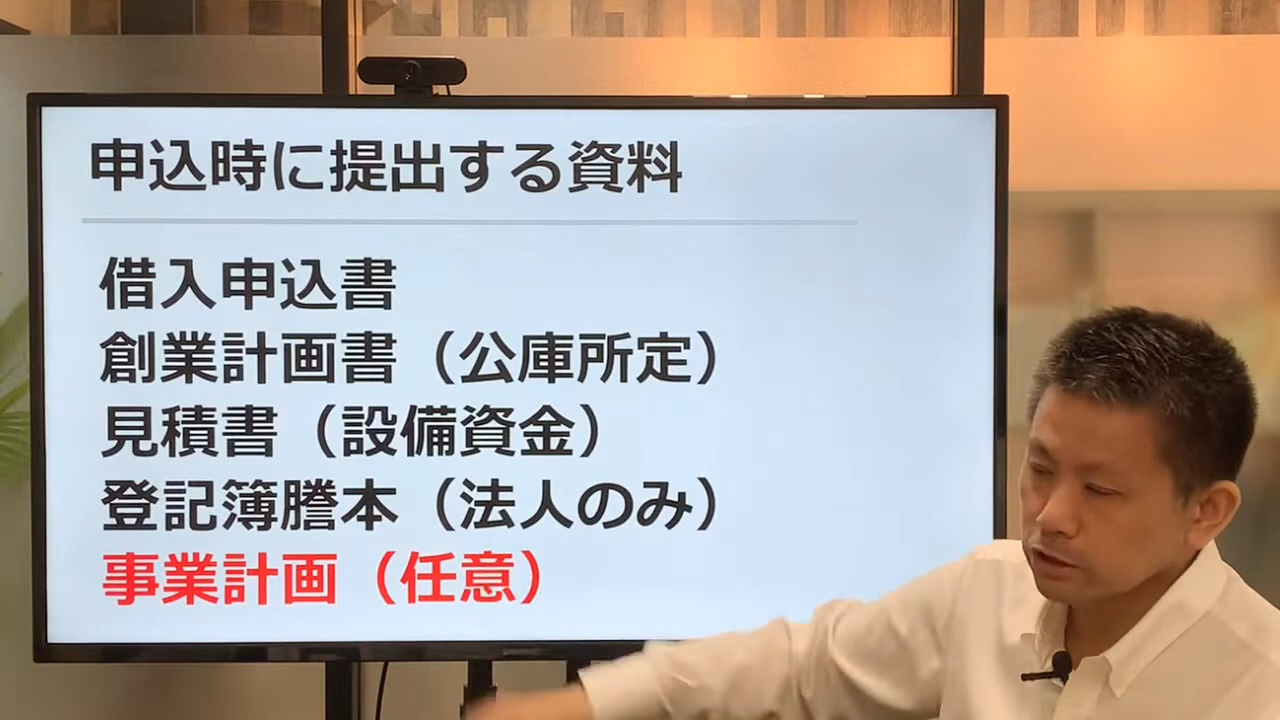 申込時に提出する資料
借入申込書
創業計画書（公庫所定）
見積書（設備資金）
登記簿謄本（法人のみ）
事業計画（任意）